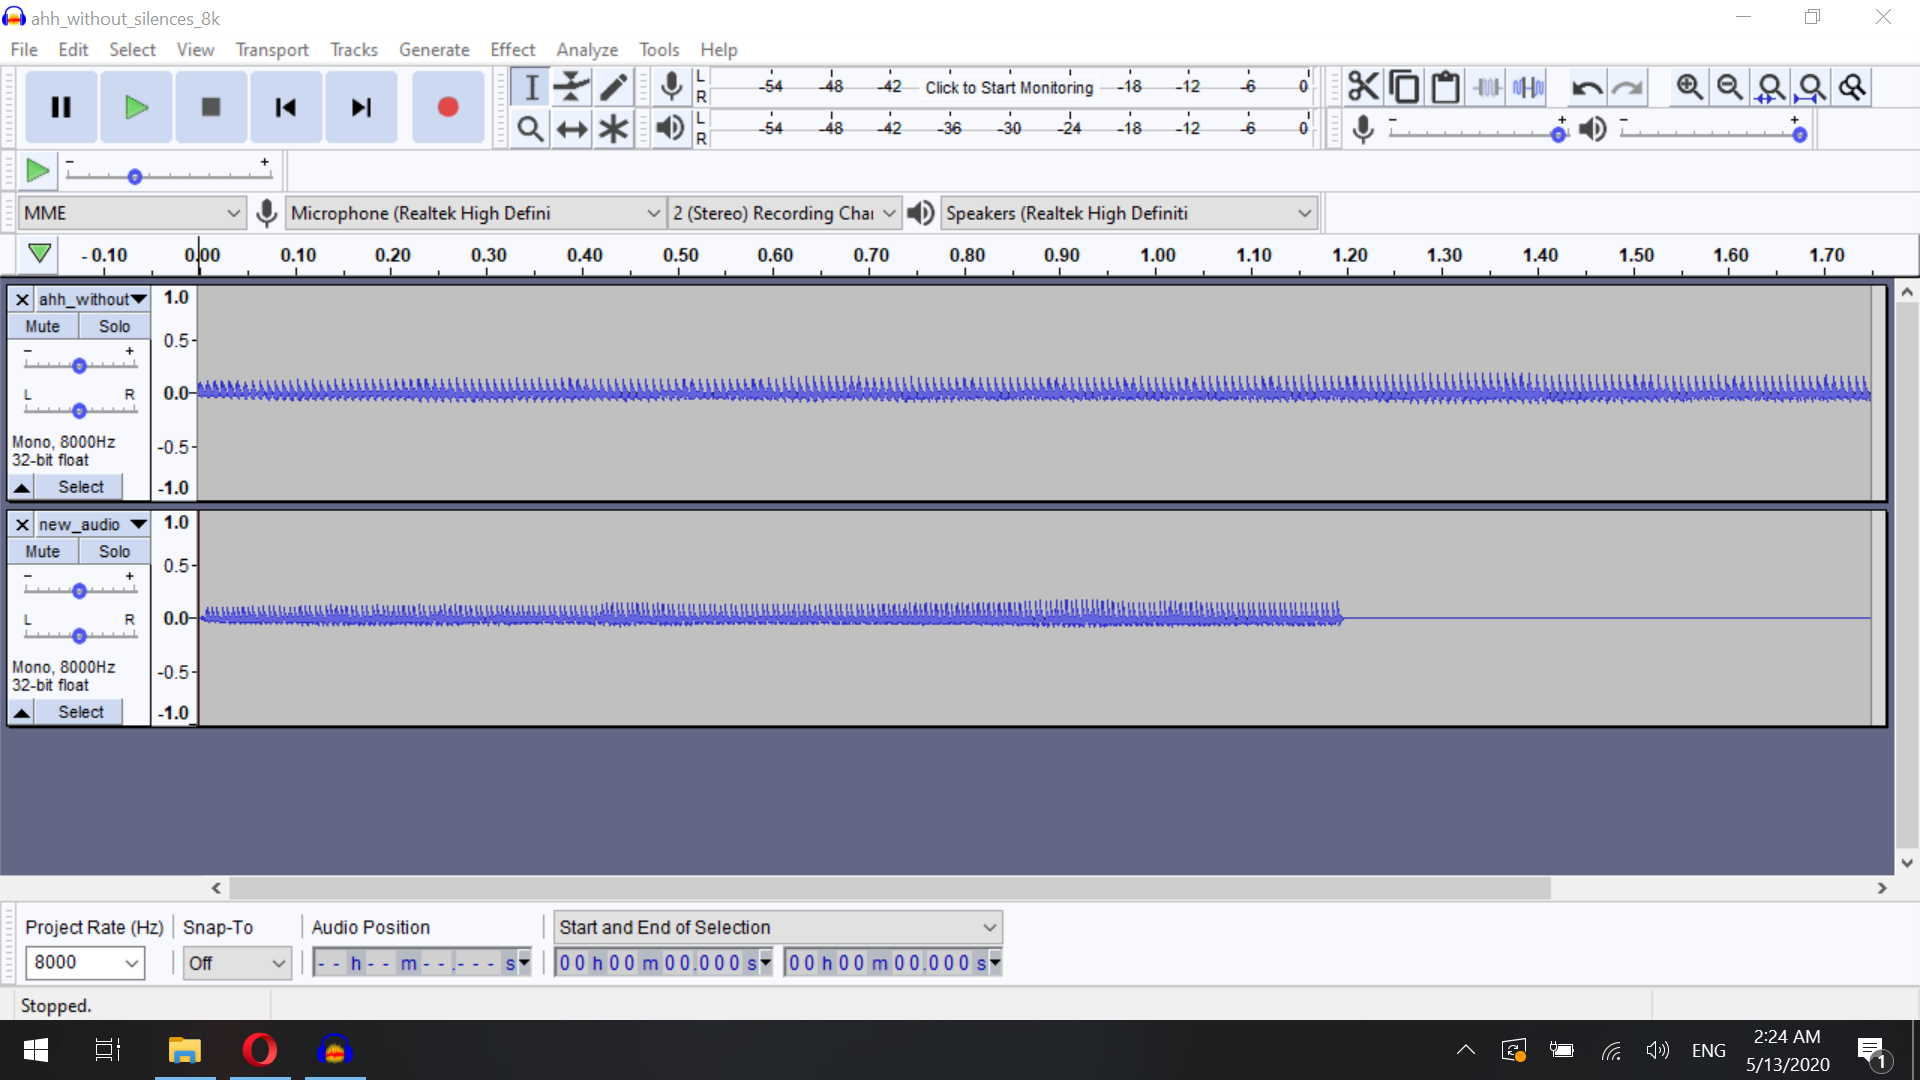 ahh_without_silences_8k
File Edit Select View Transport Tracks Generate Effect Analyze Tools Help
L
R
-54 -48 -42 Click to Start Monitoring -18 -12 -6 0
L
R
-54 -48 -42 -36 -30 -24 -18 -12 -6 0
- +
- +
- +
MME
Microphone (Realtek High Defini
2 (Stereo) Recording Chai
Speakers (Realtek High Definiti
- 0.10 0.00 0.10 0.20 0.30 0.40 0.50 0.60 0.70 0.80 0.90 1.00 1.10 1.20 1.30 1.40 1.50 1.60 1.70
ahh_without
Mute Solo
- +
L R
Mono, 8000Hz
32-bit float
Select
1.0
0.5-
0.0-
-0.5-
-1.0
new_audio
Mute Solo
- +
L R
Mono, 8000Hz
32-bit float
Select
1.0
0.5-
0.0-
-0.5-
-1.0
Project Rate (Hz) Snap-To Audio Position Start and End of Selection
8000 Off -- h -- m --.--- s 00 h 00 m 00.000 s 00 h 00 m 00.000 s
Stopped.
ENG
2:24 AM
5/13/2020
1